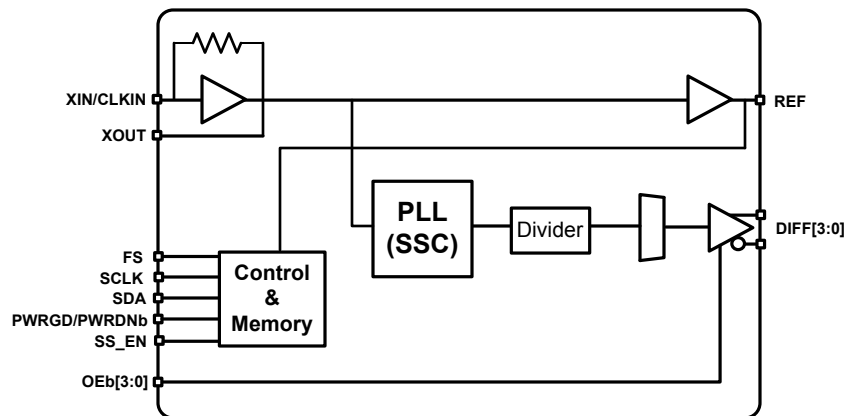 XIN/CLKIN
XOUT
REF
PLL
(SSC)
Divider
DIFF[3:0]
FS
SCLK
SDA
PWRGD/PWRDNb
SS_EN
Control
&
Memory
OEb[3:0]